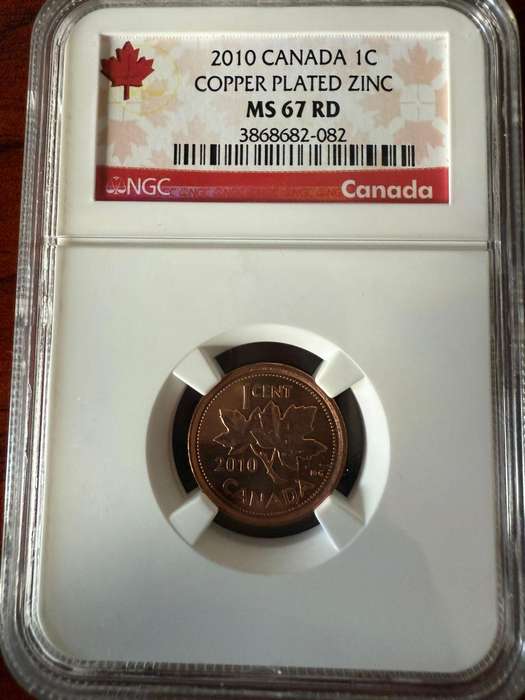 2010 CANADA 1C
COPPER PLATED ZINC
MS 67 RD
3868682-082
NGC
Canada
1
CENT
2010
CANADA